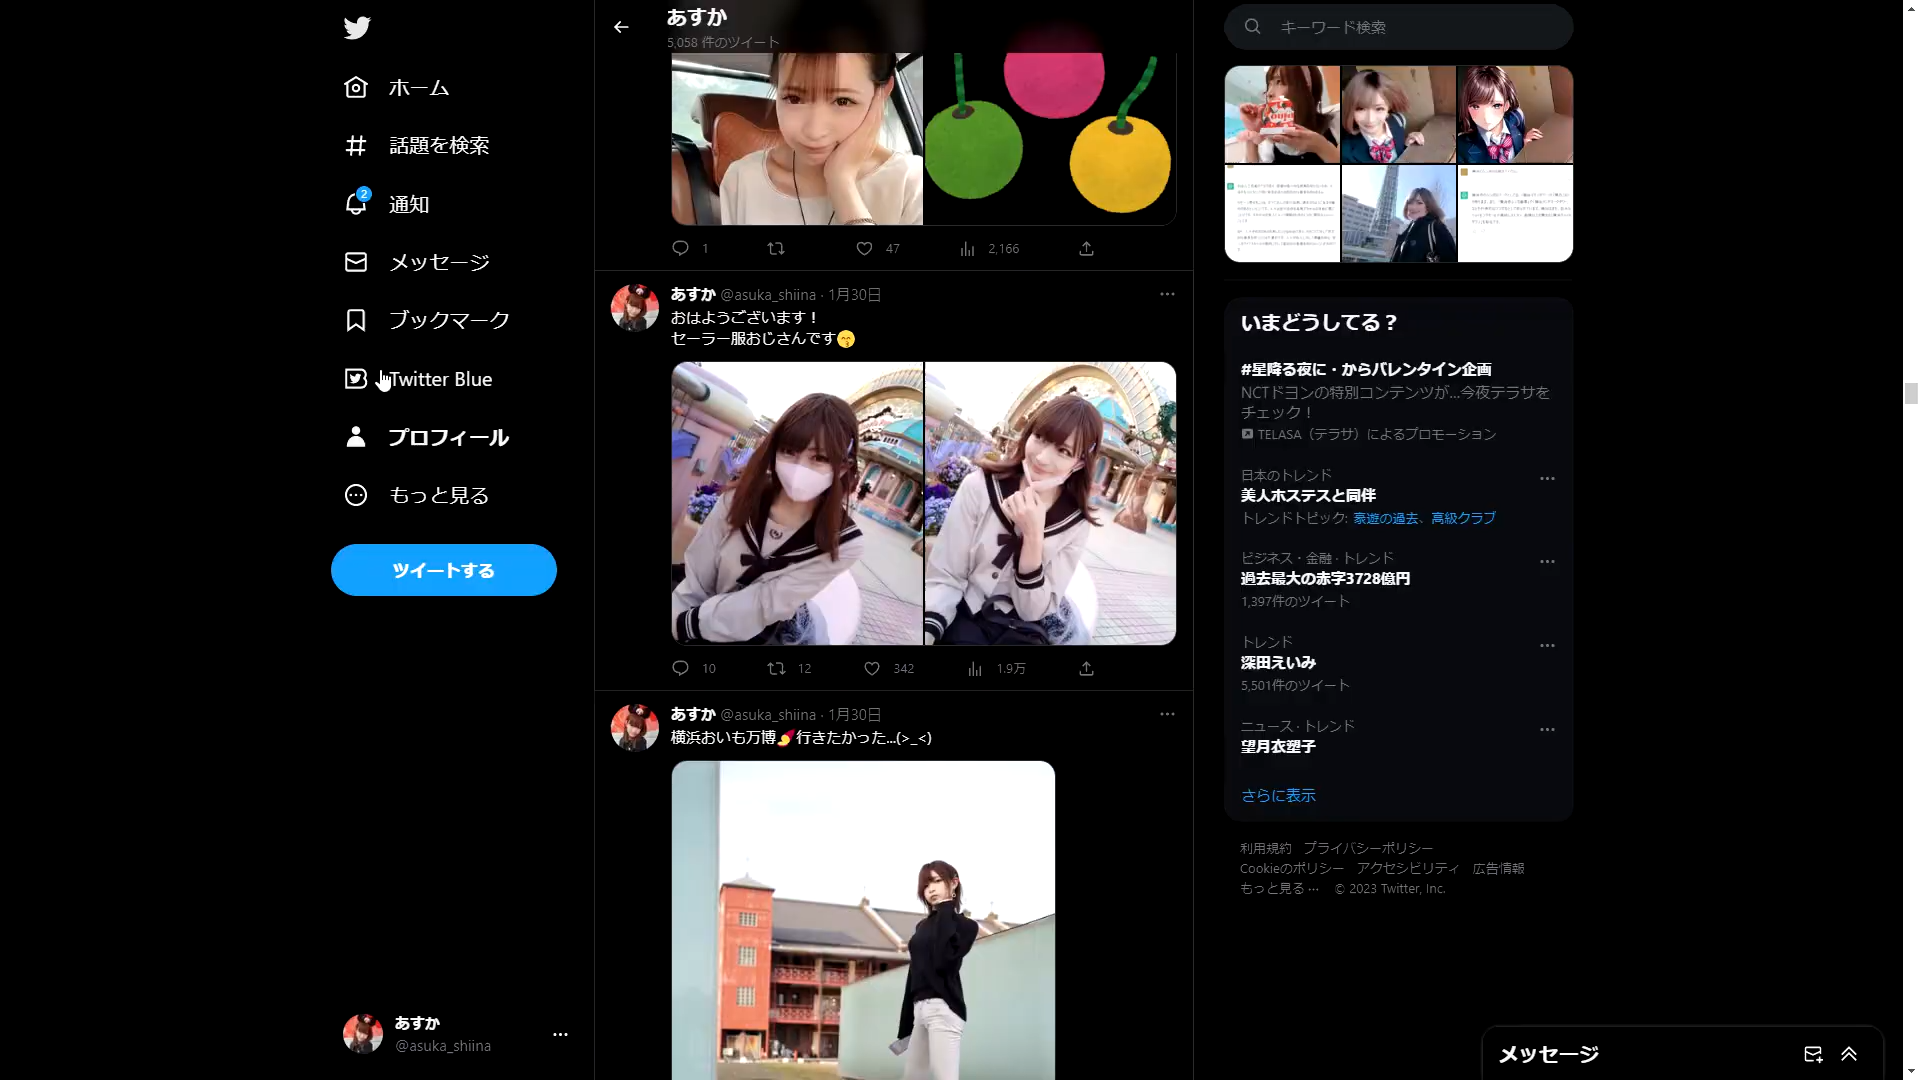 ホーム
話題を検索
2
通知
メッセージ
ブックマーク
Twitter Blue
プロフィール
もっと見る
ツイートする
あすか
@asuka_shiina
あすか
5,058 件のツイート
1
47
2,166
あすか @asuka_shiina · 1月30日
おはようございます！
セーラー服おじさんです😙
10
12
342
1.9万
あすか @asuka_shiina · 1月30日
横浜おいも万博🍠行きたかった...(>_<)
キーワード検索
いまどうしてる？
#星降る夜に・からバレンタイン企画
NCTドヨンの特別コンテンツが…今夜テラサを
チェック！
TELASA（テラサ）によるプロモーション
日本のトレンド
美人ホステスと同伴
トレンドトピック: 豪遊の過去、高級クラブ
ビジネス・金融 · トレンド
過去最大の赤字3728億円
1,397件のツイート
トレンド
深田えいみ
5,501件のツイート
ニュース · トレンド
望月衣塑子
さらに表示
利用規約 プライバシーポリシー
Cookieのポリシー アクセシビリティ 広告情報
もっと見る ··· © 2023 Twitter, Inc.
メッセージ